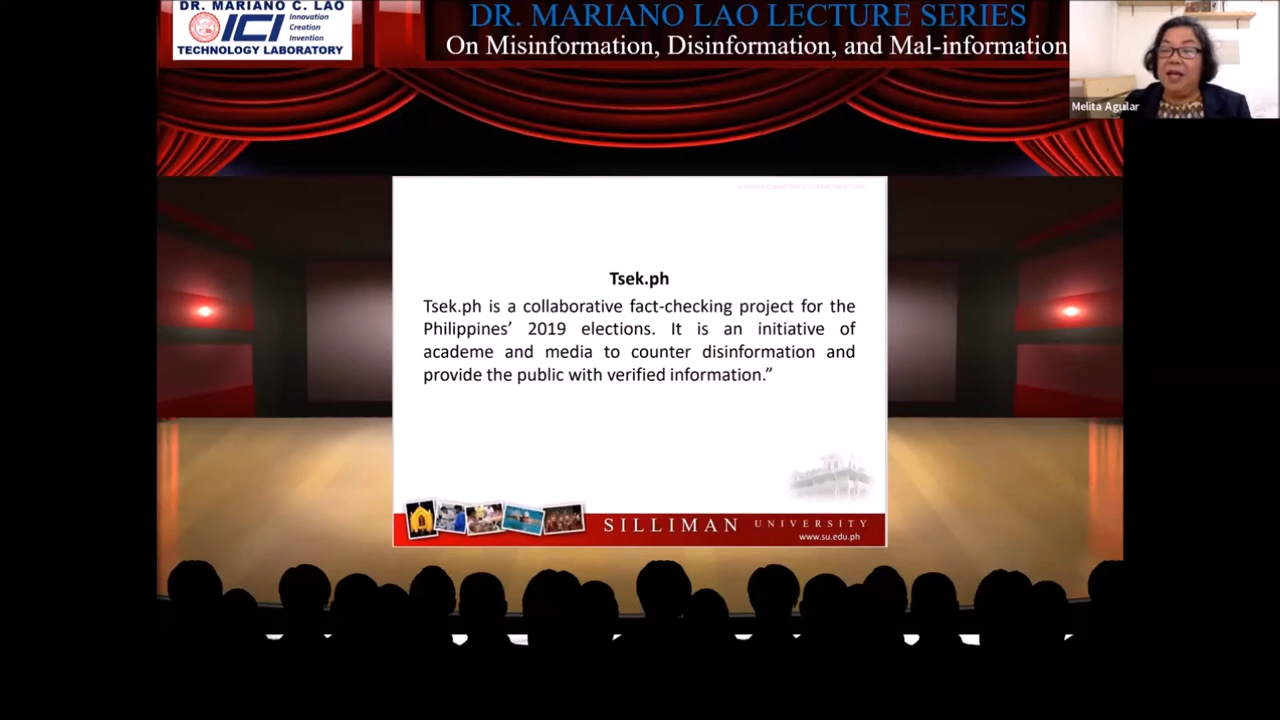 DR. MARIANO C. LAO
ICI
Innovation
Creation
Invention
TECHNOLOGY LABORATORY
DR. MARIANO LAO LECTURE SERIES
On Misinformation, Disinformation, and Mal-information
Melita Aguilar
Tsek.ph
Tsek.ph is a collaborative fact-checking project for the
Philippines’ 2019 elections. It is an initiative of
academe and media to counter disinformation and
provide the public with verified information.”
SILLIMAN UNIVERSITY
www.su.edu.ph